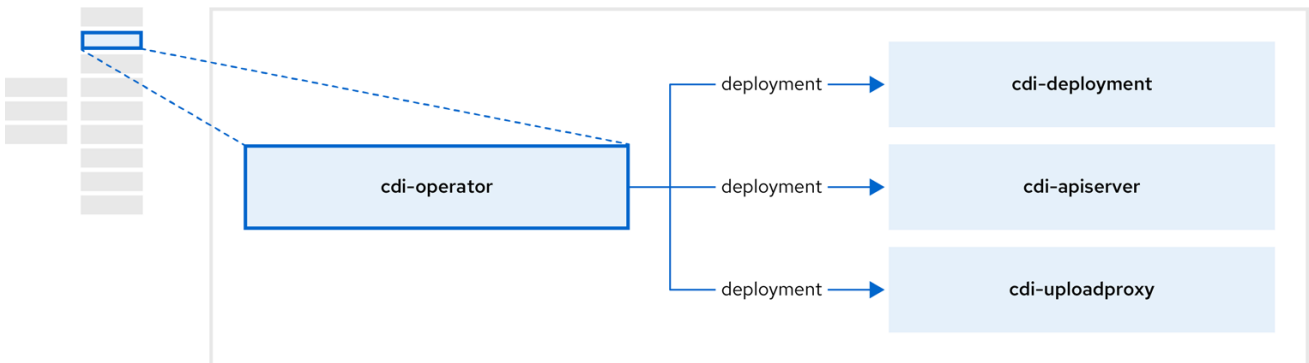 deployment
cdi-deployment
cdi-operator
deployment
cdi-apiserver
deployment
cdi-uploadproxy